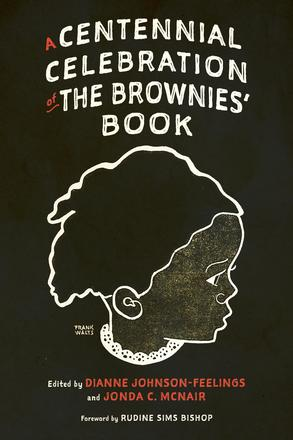 A CENTENNIAL
CELEBRATION
of THE BROWNIES'
BOOK
FRANK
WALTS
Edited by DIANNE JOHNSON-FEELINGS
and JONDA C. MCNAIR
Foreword by RUDINE SIMS BISHOP